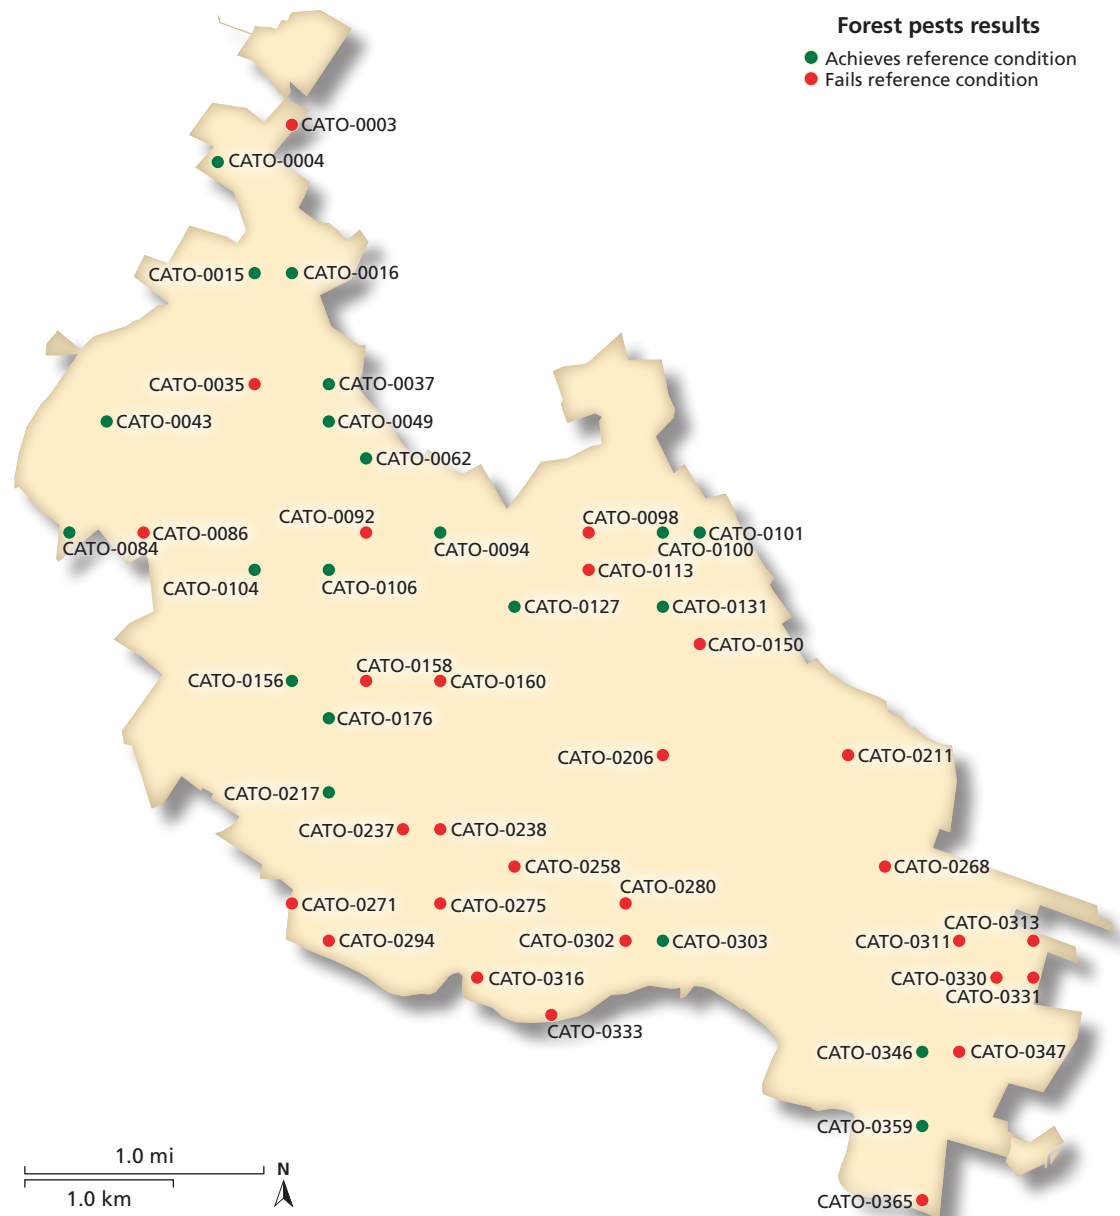 Forest pests results
Achieves reference condition
Fails reference condition
CATO-0003
CATO-0004
CATO-0015
CATO-0016
CATO-0035
CATO-0037
CATO-0043
CATO-0049
CATO-0062
CATO-0092
CATO-0098
CATO-0086
CATO-0101
CATO-0084
CATO-0094
CATO-0100
CATO-0113
CATO-0104
CATO-0106
CATO-0127
CATO-0131
CATO-0150
CATO-0158
CATO-0156
CATO-0160
CATO-0176
CATO-0206
CATO-0211
CATO-0217
CATO-0237
CATO-0238
CATO-0258
CATO-0268
CATO-0280
CATO-0271
CATO-0275
CATO-0313
CATO-0294
CATO-0302
CATO-0303
CATO-0311
CATO-0316
CATO-0330
CATO-0331
CATO-0333
CATO-0346
CATO-0347
CATO-0359
1.0 mi
N
1.0 km
CATO-0365